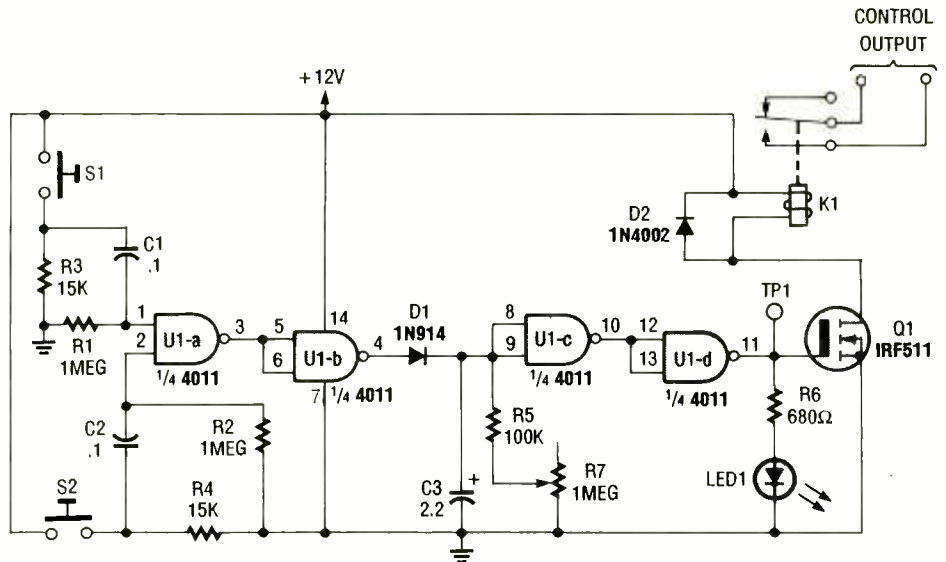 CONTROL
OUTPUT
+12V
S1
K1
D2
1N4002
C1
.1
R3
15K
TP1
D1
1N914
Q1
IRF511
1
2
3
5
6
14
4
7
8
9
10
12
13
11
U1-a
U1-b
U1-c
U1-d
R1
1MEG
1/4 4011
1/4 4011
1/4 4011
1/4 4011
R6
680Ω
C2
.1
R2
1MEG
R5
100K
R7
1MEG
LED1
S2
R4
15K
C3
2.2
+